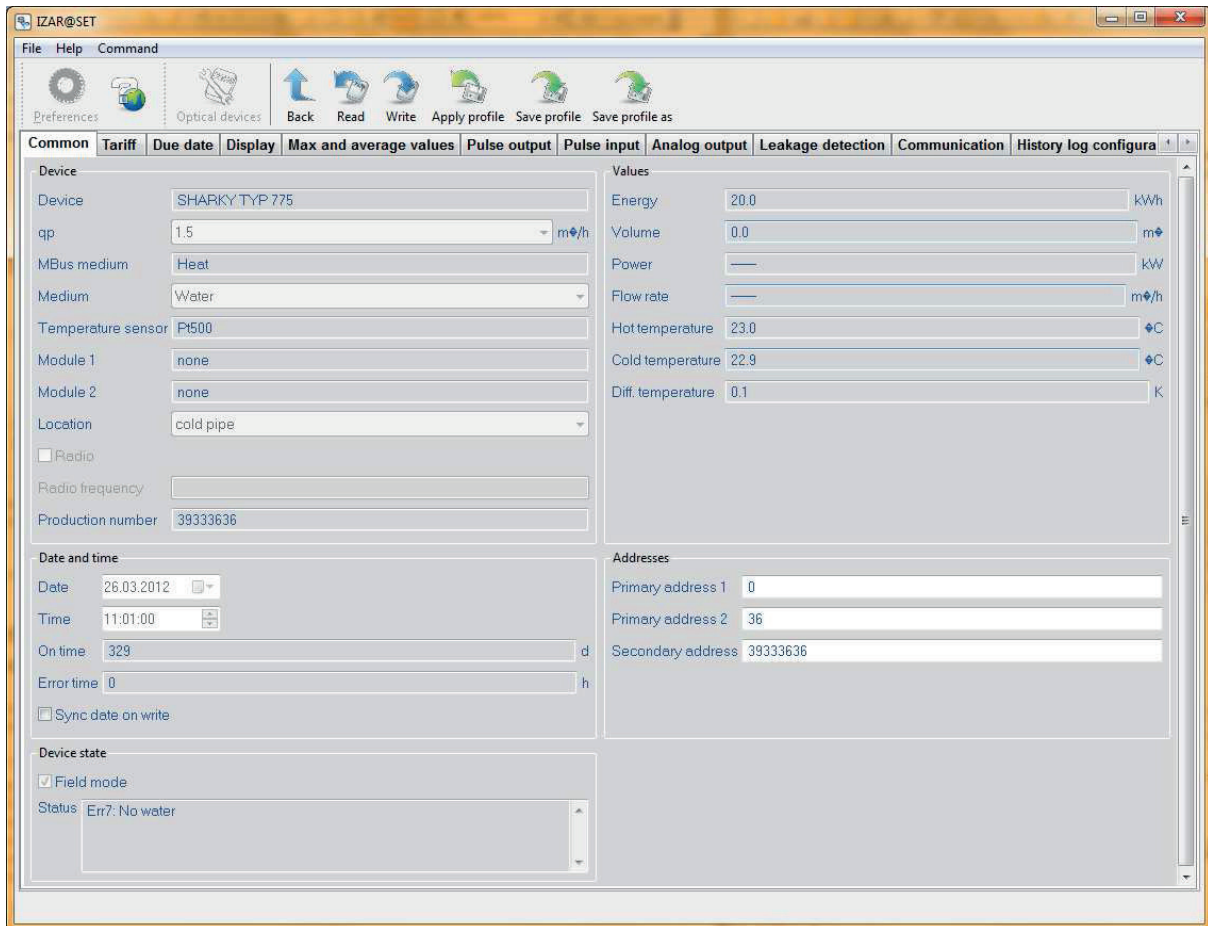 IZAR@SET
File Help Command
Preferences Optical devices Back Read Write Apply profile Save profile Save profile as
Common Tariff Due date Display Max and average values Pulse output Pulse input Analog output Leakage detection Communication History log configura
Device
Device SHARKY TYP 775
qp 1.5 m�/h
MBus medium Heat
Medium Water
Temperature sensor Pt500
Module 1 none
Module 2 none
Location cold pipe
Radio
Radio frequency
Production number 39333636
Values
Energy 20.0 kWh
Volume 0.0 m�
Power —— kW
Flow rate —— m�/h
Hot temperature 23.0 �C
Cold temperature 22.9 �C
Diff. temperature 0.1 K
Date and time
Date 26.03.2012
Time 11:01:00
On time 329 d
Error time 0 h
Sync date on write
Addresses
Primary address 1 0
Primary address 2 36
Secondary address 39333636
Device state
Field mode
Status Err7: No water